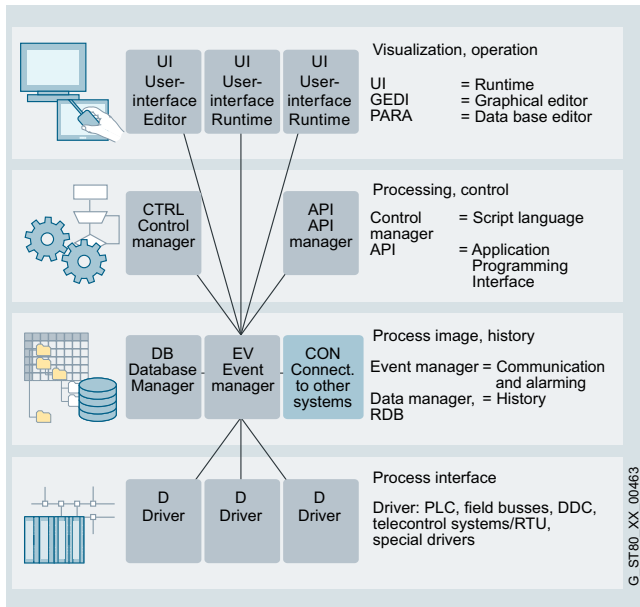 UI
User-
interface
Editor
UI
User-
interface
Runtime
UI
User-
interface
Runtime
Visualization, operation
UI = Runtime
GEDI = Graphical editor
PARA = Data base editor
CTRL
Control
manager
API
API
manager
Processing, control
Control = Script language
manager
API = Application
Programming
Interface
DB
Database
Manager
EV
Event
manager
CON
Connect.
to other
systems
Process image, history
Event manager = Communication
and alarming
Data manager, = History
RDB
D
Driver
D
Driver
D
Driver
Process interface
Driver: PLC, field busses, DDC,
telecontrol systems/RTU,
special drivers
G_ST80_XX_00463